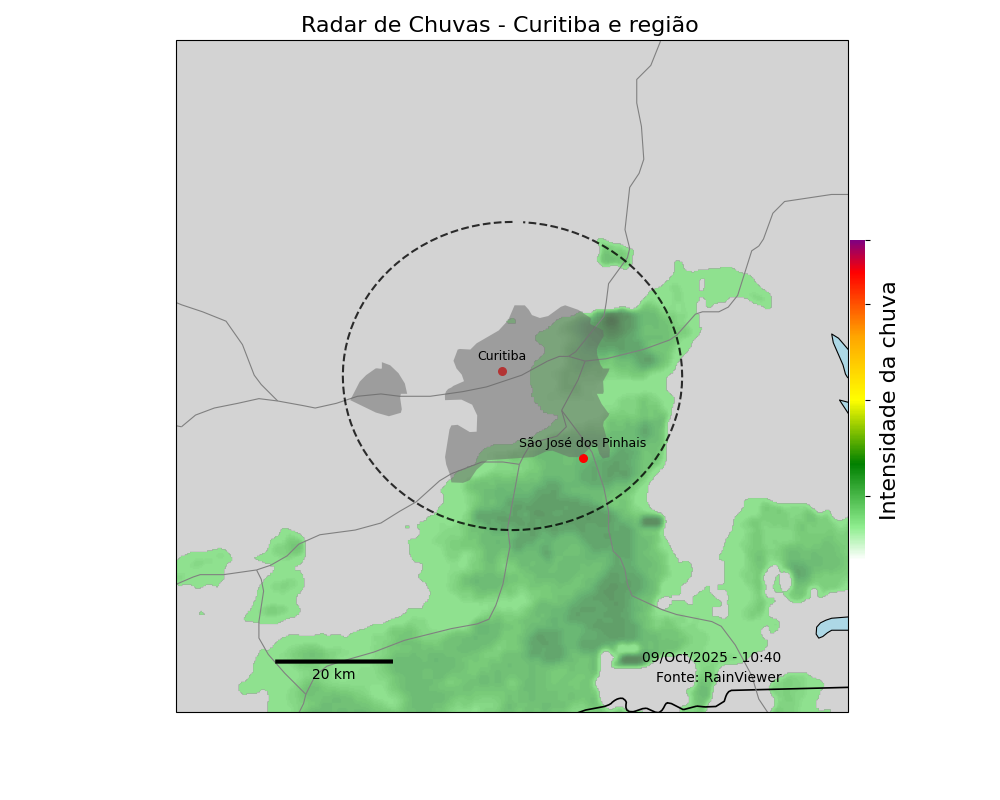 Radar de Chuvas - Curitiba e região
Curitiba
São José dos Pinhais
Intensidade da chuva
09/Oct/2025 - 10:40
20 km
Fonte: RainViewer